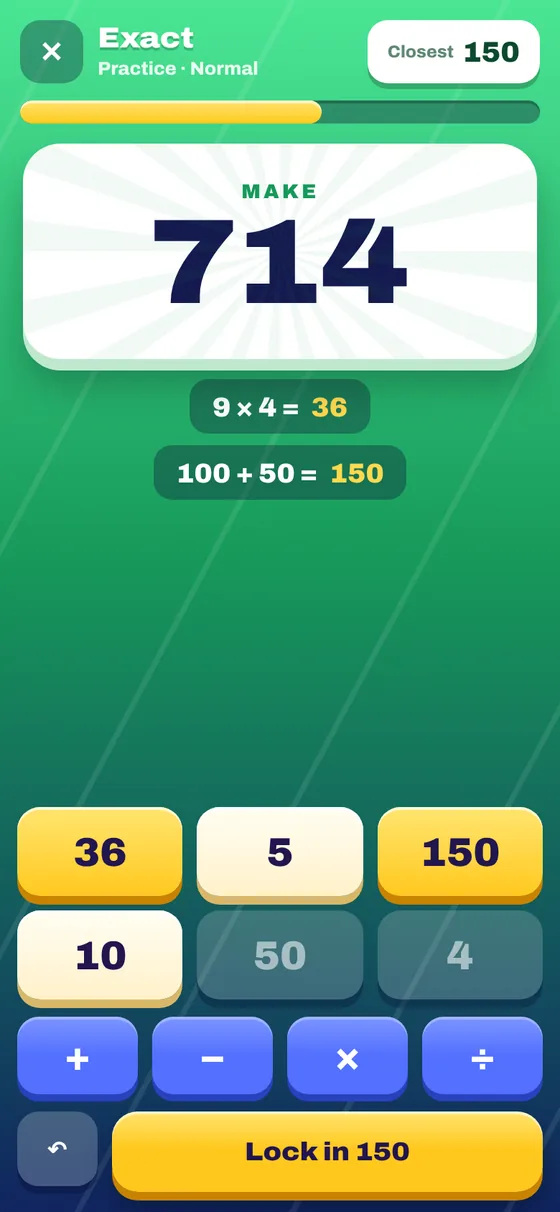 ✕
Exact
Practice · Normal
Closest 150
MAKE
714
9 × 4 = 36
100 + 50 = 150
36 5 150
10 50 4
+ − × ÷
↶ Lock in 150